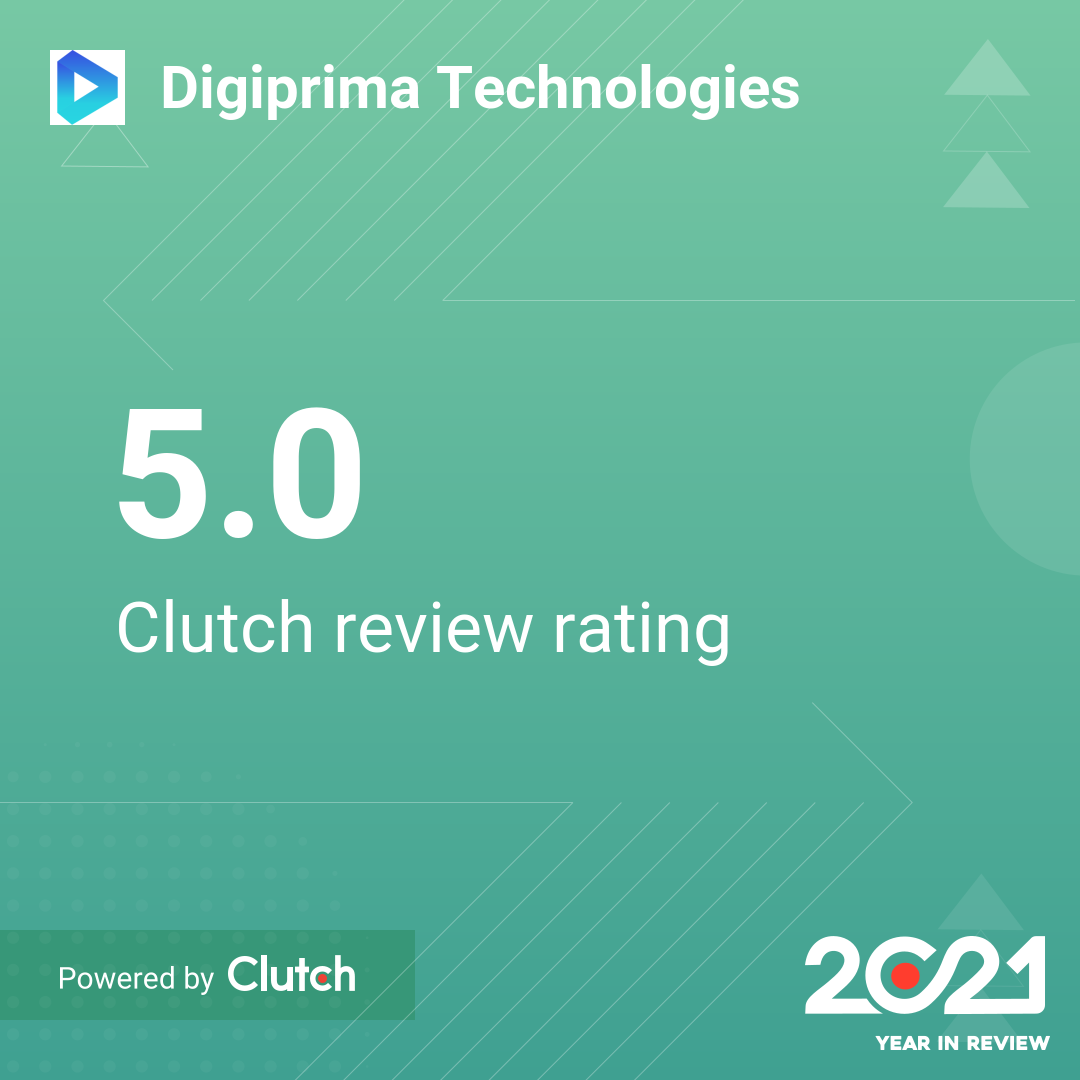 Digiprima Technologies
5.0
Clutch review rating
Powered by Clutch
2021
YEAR IN REVIEW